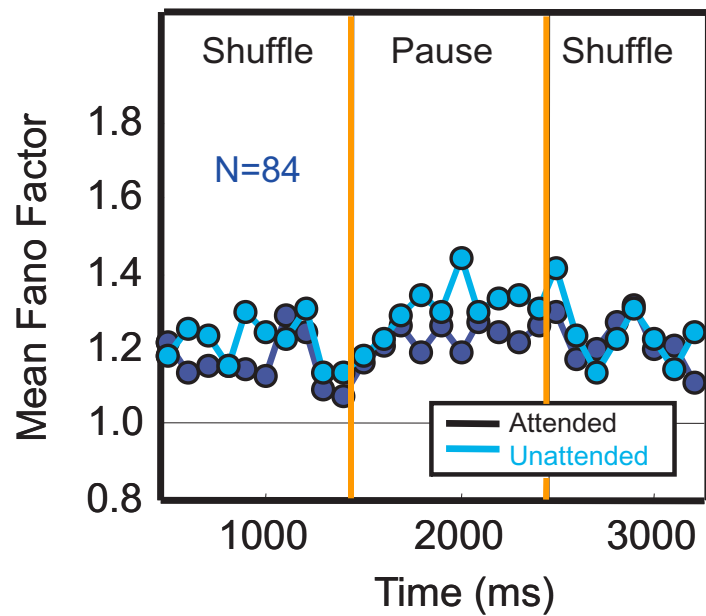 Shuffle Pause Shuffle
1.8
N=84
1.6
1.4
1.2
1.0
0.8
Mean Fano Factor
Attended
Unattended
1000 2000 3000
Time (ms)